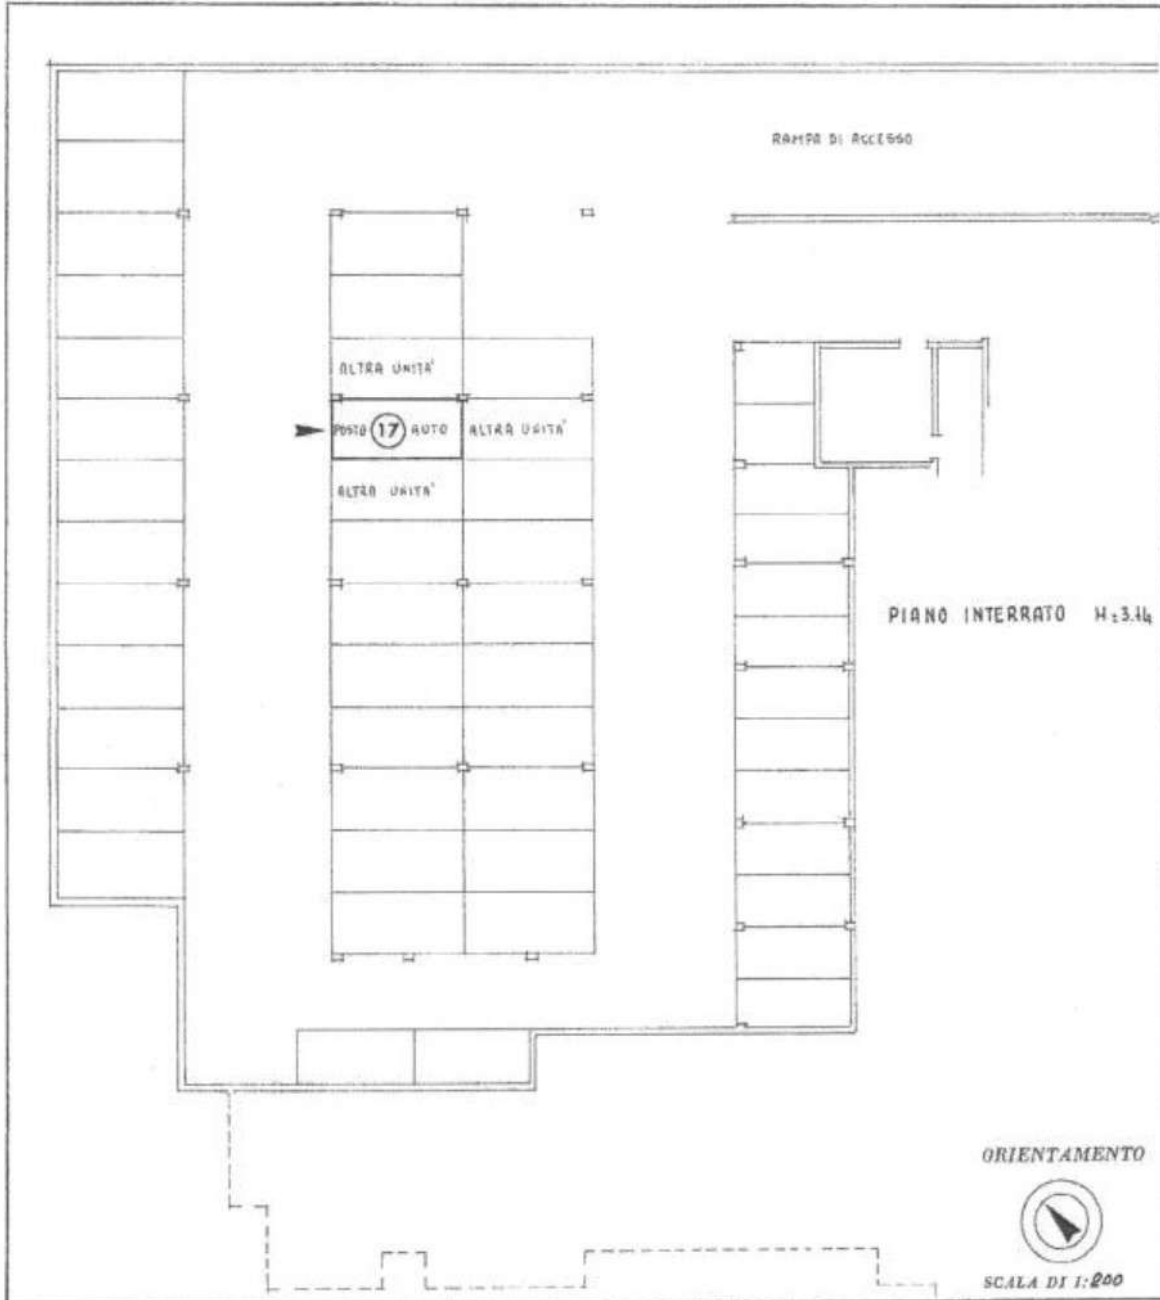 RAMPA DI ACCESSO
ALTRA UNITA'
POSTO 17 AUTO ALTRA UNITA'
ALTRA UNITA'
PIANO INTERRATO H=3.14
ORIENTAMENTO
SCALA DI 1:200